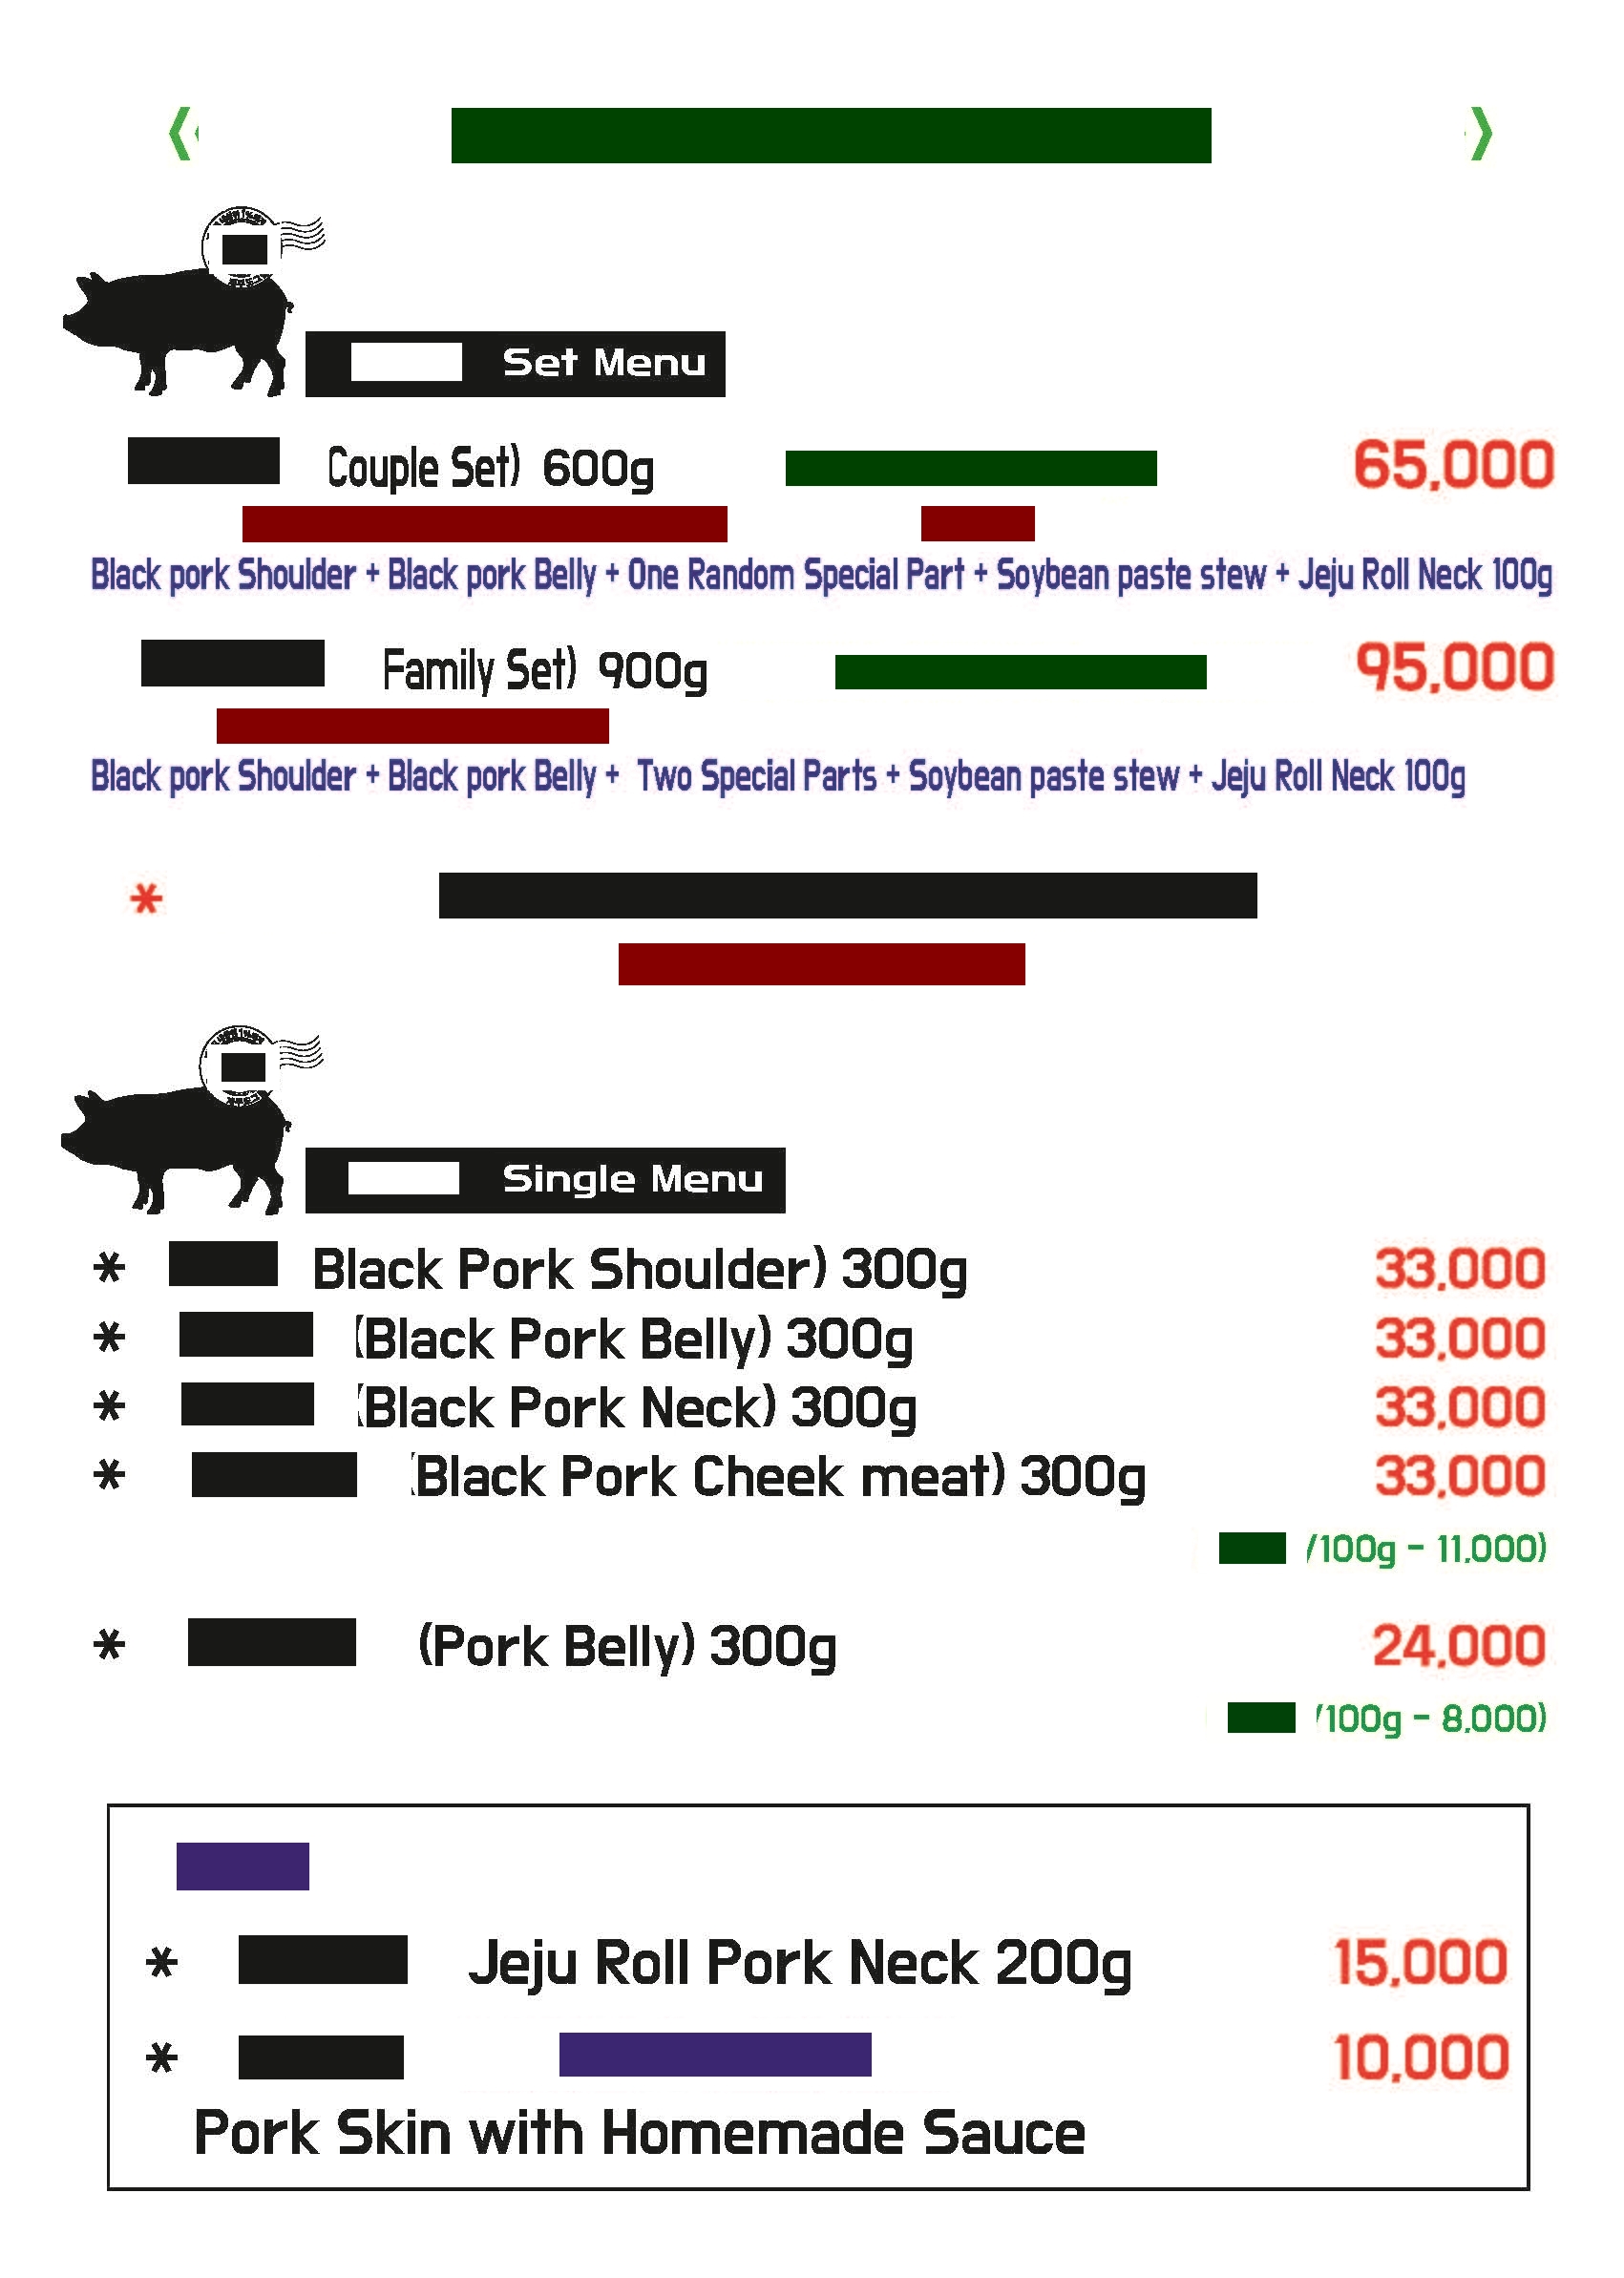 Set Menu
Couple Set) 600g 65,000
Black pork Shoulder + Black pork Belly + One Random Special Part + Soybean paste stew + Jeju Roll Neck 100g
Family Set) 900g 95,000
Black pork Shoulder + Black pork Belly + Two Special Parts + Soybean paste stew + Jeju Roll Neck 100g
*
Single Menu
* Black Pork Shoulder) 300g 33,000
* (Black Pork Belly) 300g 33,000
* (Black Pork Neck) 300g 33,000
* (Black Pork Cheek meat) 300g 33,000
/100g - 11,000)
* (Pork Belly) 300g 24,000
/100g - 8,000)
* Jeju Roll Pork Neck 200g 15,000
* 10,000
Pork Skin with Homemade Sauce